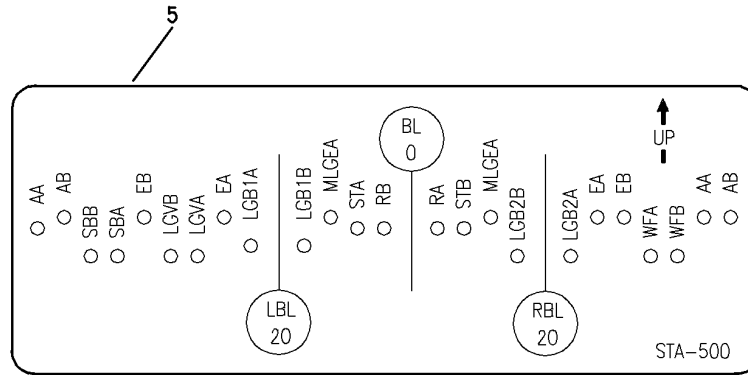 5
BL
0
UP
AA
AB
SBB
SBA
EB
LGVB
LGVA
EA
LGB1A
LGB1B
MLGEA
STA
RB
RA
STB
MLGEA
LGB2B
LGB2A
EA
EB
WFA
WFB
AA
AB
LBL
20
RBL
20
STA-500